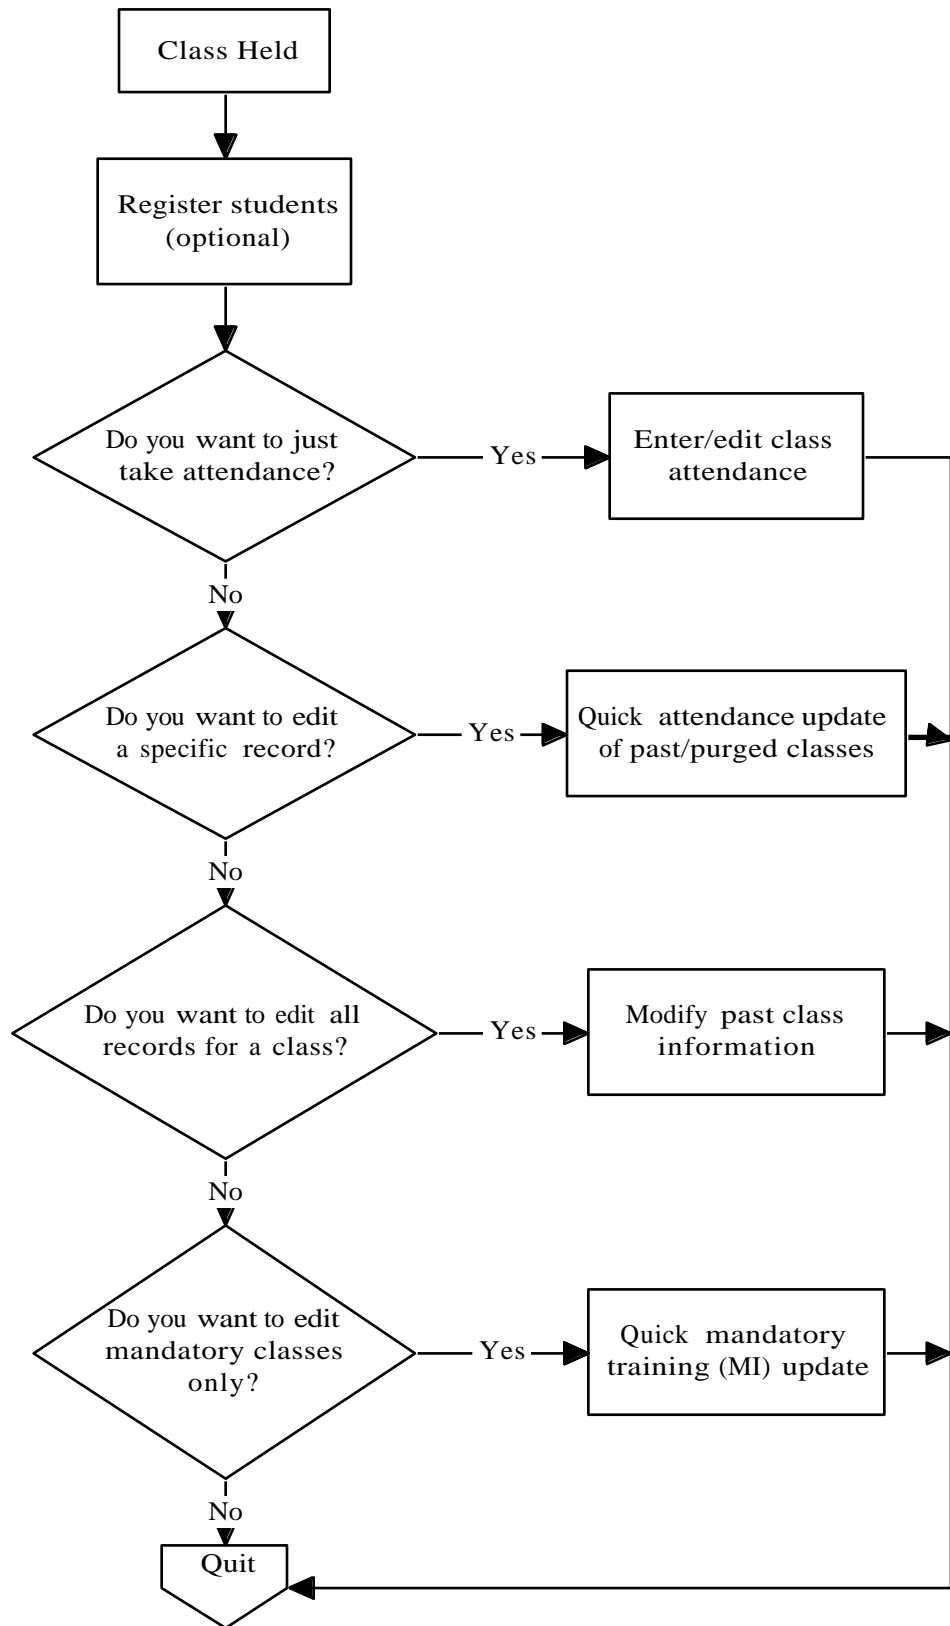 Class Held
Register students
(optional)
Do you want to just
take attendance?
Yes
Enter/edit class
attendance
No
Do you want to edit
a specific record?
Yes
Quick attendance update
of past/purged classes
No
Do you want to edit all
records for a class?
Yes
Modify past class
information
No
Do you want to edit
mandatory classes
only?
Yes
Quick mandatory
training (MI) update
No
Quit